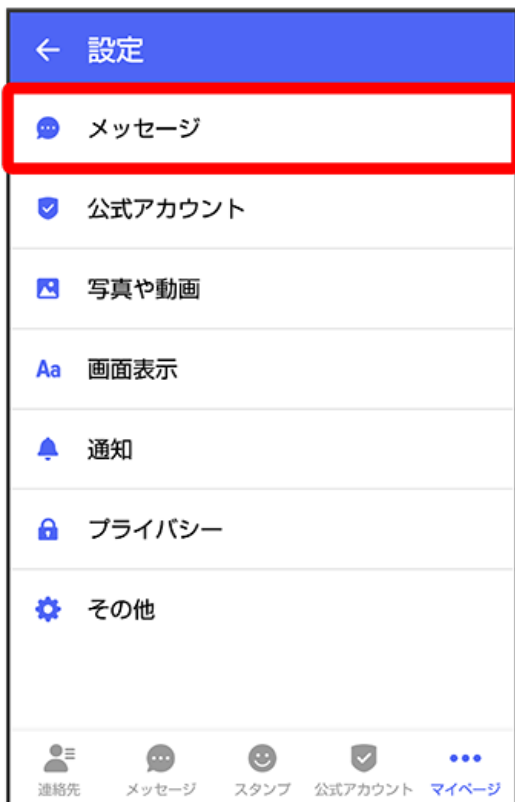 設定
メッセージ
公式アカウント
写真や動画
Aa 画面表示
通知
プライバシー
その他
連絡先 メッセージ スタンプ 公式アカウント マイページ